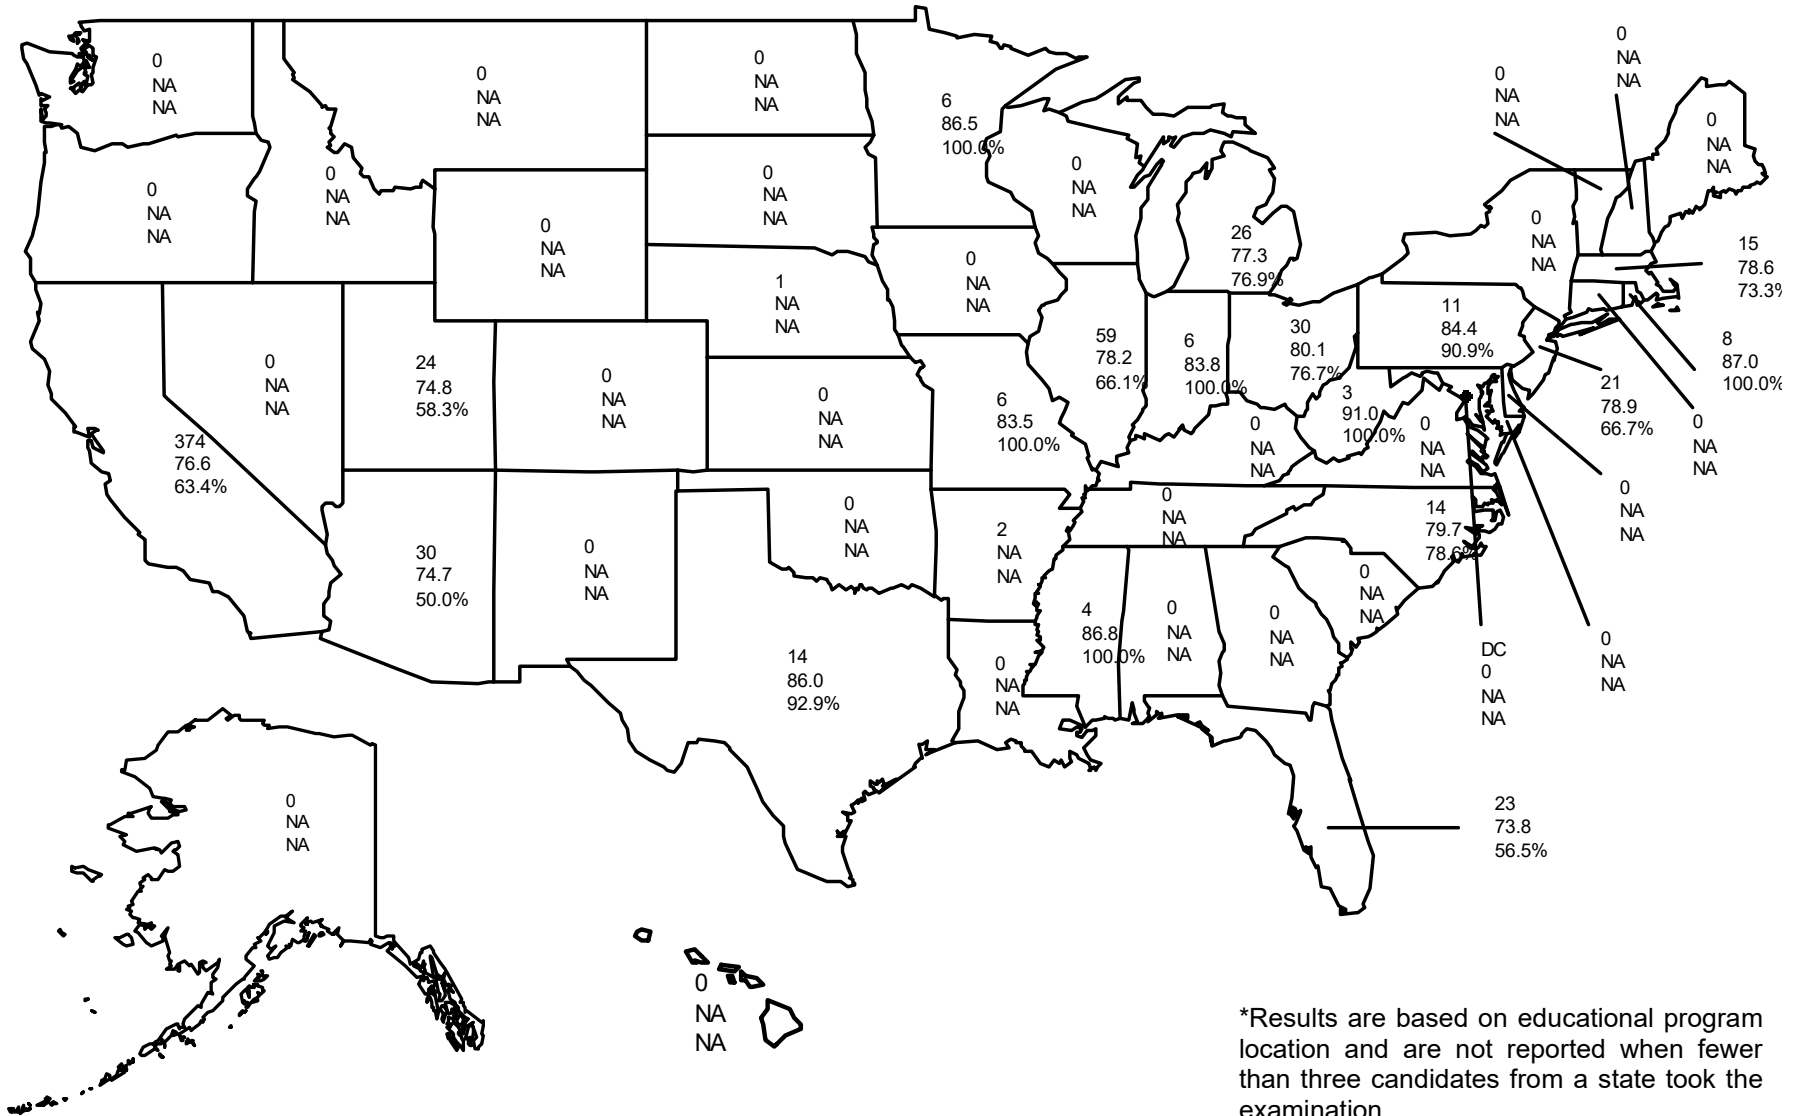 0
NA
NA
0
NA
NA
0
NA
NA
6
86.5
100.0%
0
NA
NA
0
NA
NA
0
NA
NA
0
NA
NA
0
NA
NA
0
NA
NA
0
NA
NA
0
NA
NA
0
NA
NA
26
77.3
76.9%
0
NA
NA
15
78.6
73.3%
1
NA
NA
0
NA
NA
59
78.2
66.1%
6
83.8
100.0%
30
80.1
76.7%
11
84.4
90.9%
8
87.0
100.0%
0
NA
NA
24
74.8
58.3%
0
NA
NA
0
NA
NA
6
83.5
100.0%
3
91.0
100.0%
0
NA
NA
0
NA
NA
21
78.9
66.7%
0
NA
NA
374
76.6
63.4%
0
NA
NA
0
NA
NA
14
79.7
78.6%
0
NA
NA
30
74.7
50.0%
0
NA
NA
2
NA
NA
0
NA
NA
4
86.8
100.0%
0
NA
NA
0
NA
NA
14
86.0
92.9%
0
NA
NA
DC
0
NA
NA
0
NA
NA
0
NA
NA
23
73.8
56.5%
0
NA
NA
*Results are based on educational program
location and are not reported when fewer
than three candidates from a state took the
examination